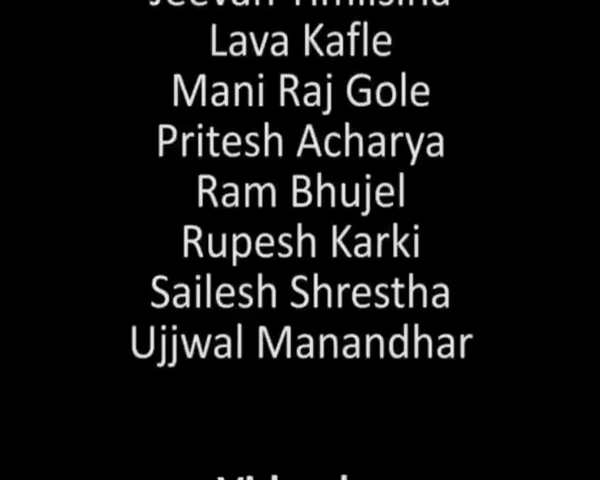 Lava Kafle
Mani Raj Gole
Pritesh Acharya
Ram Bhujel
Rupesh Karki
Sailesh Shrestha
Ujjwal Manandhar